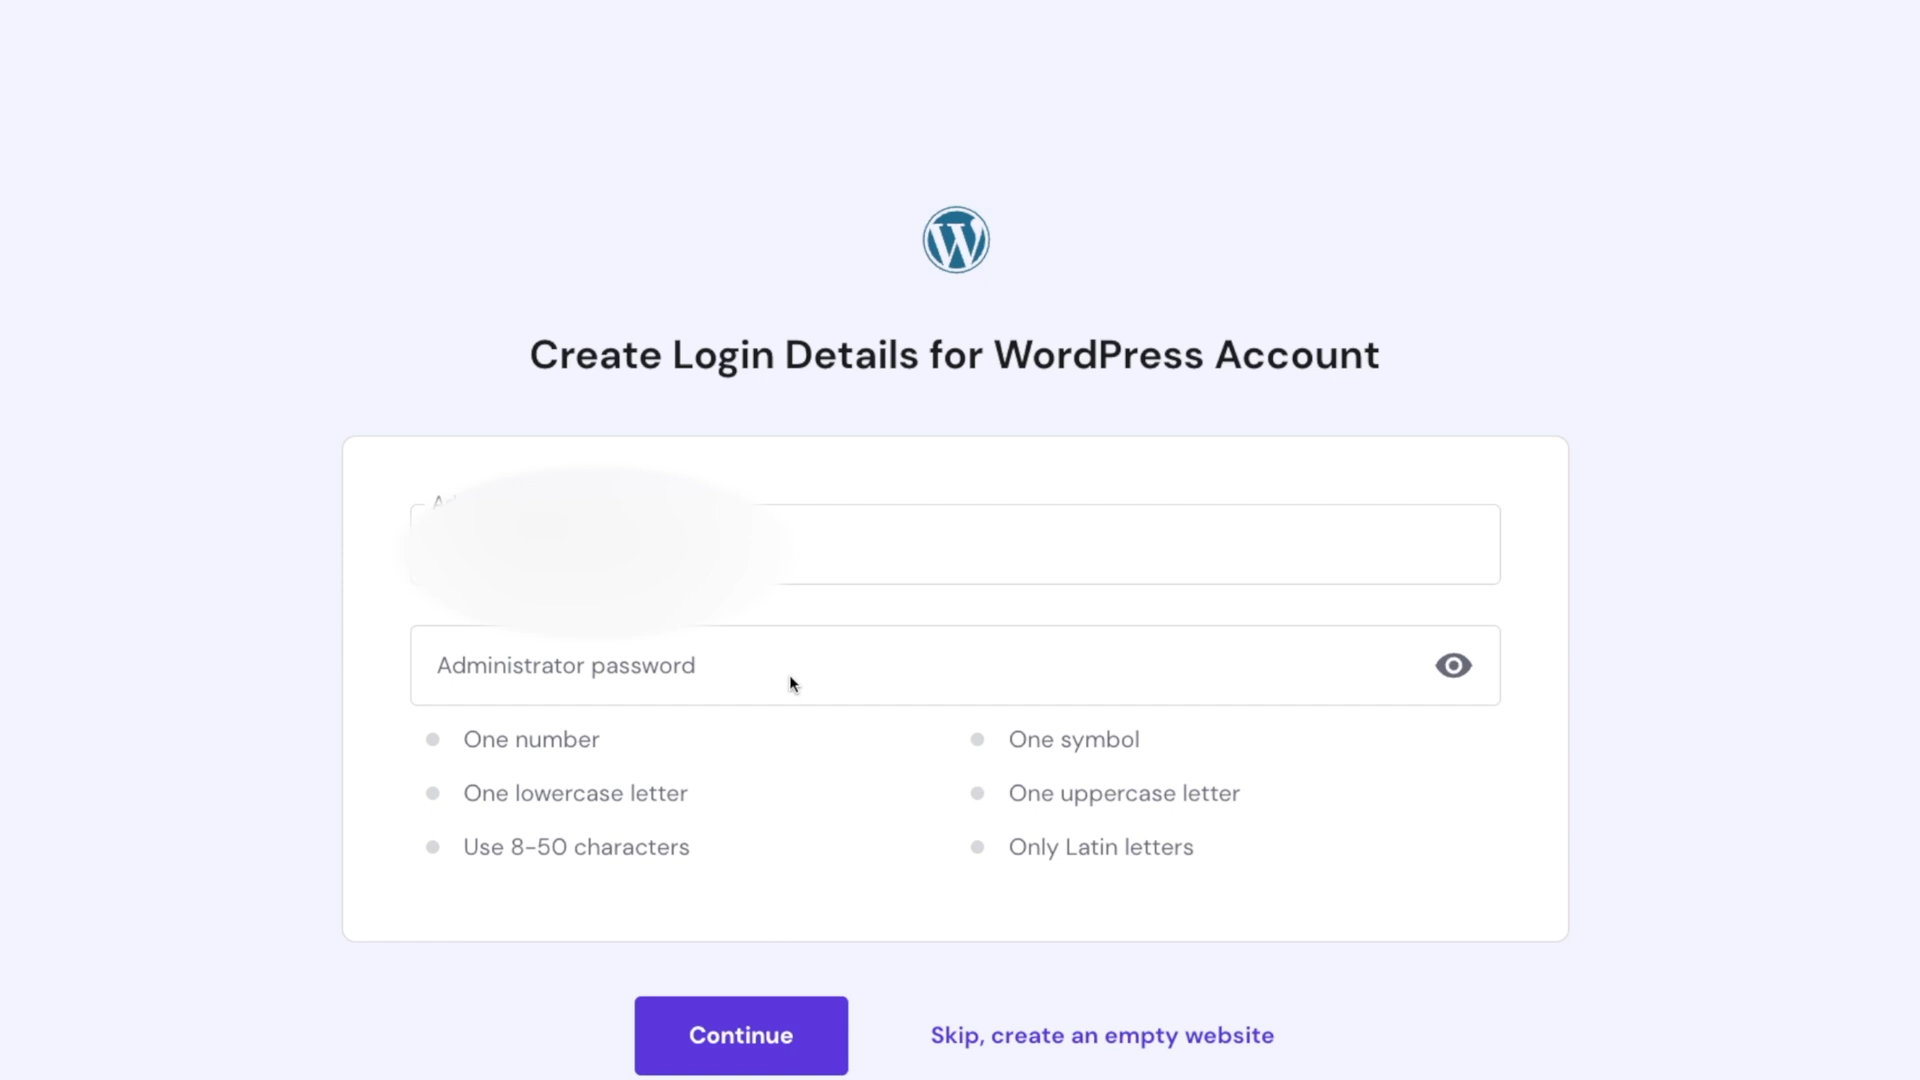 Create Login Details for WordPress Account
Administrator password
One number
One symbol
One lowercase letter
One uppercase letter
Use 8-50 characters
Only Latin letters
Continue
Skip, create an empty website